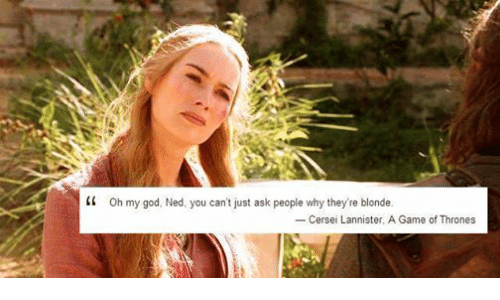 “ Oh my god, Ned, you can't just ask people why they're blonde.
— Cersei Lannister, A Game of Thrones